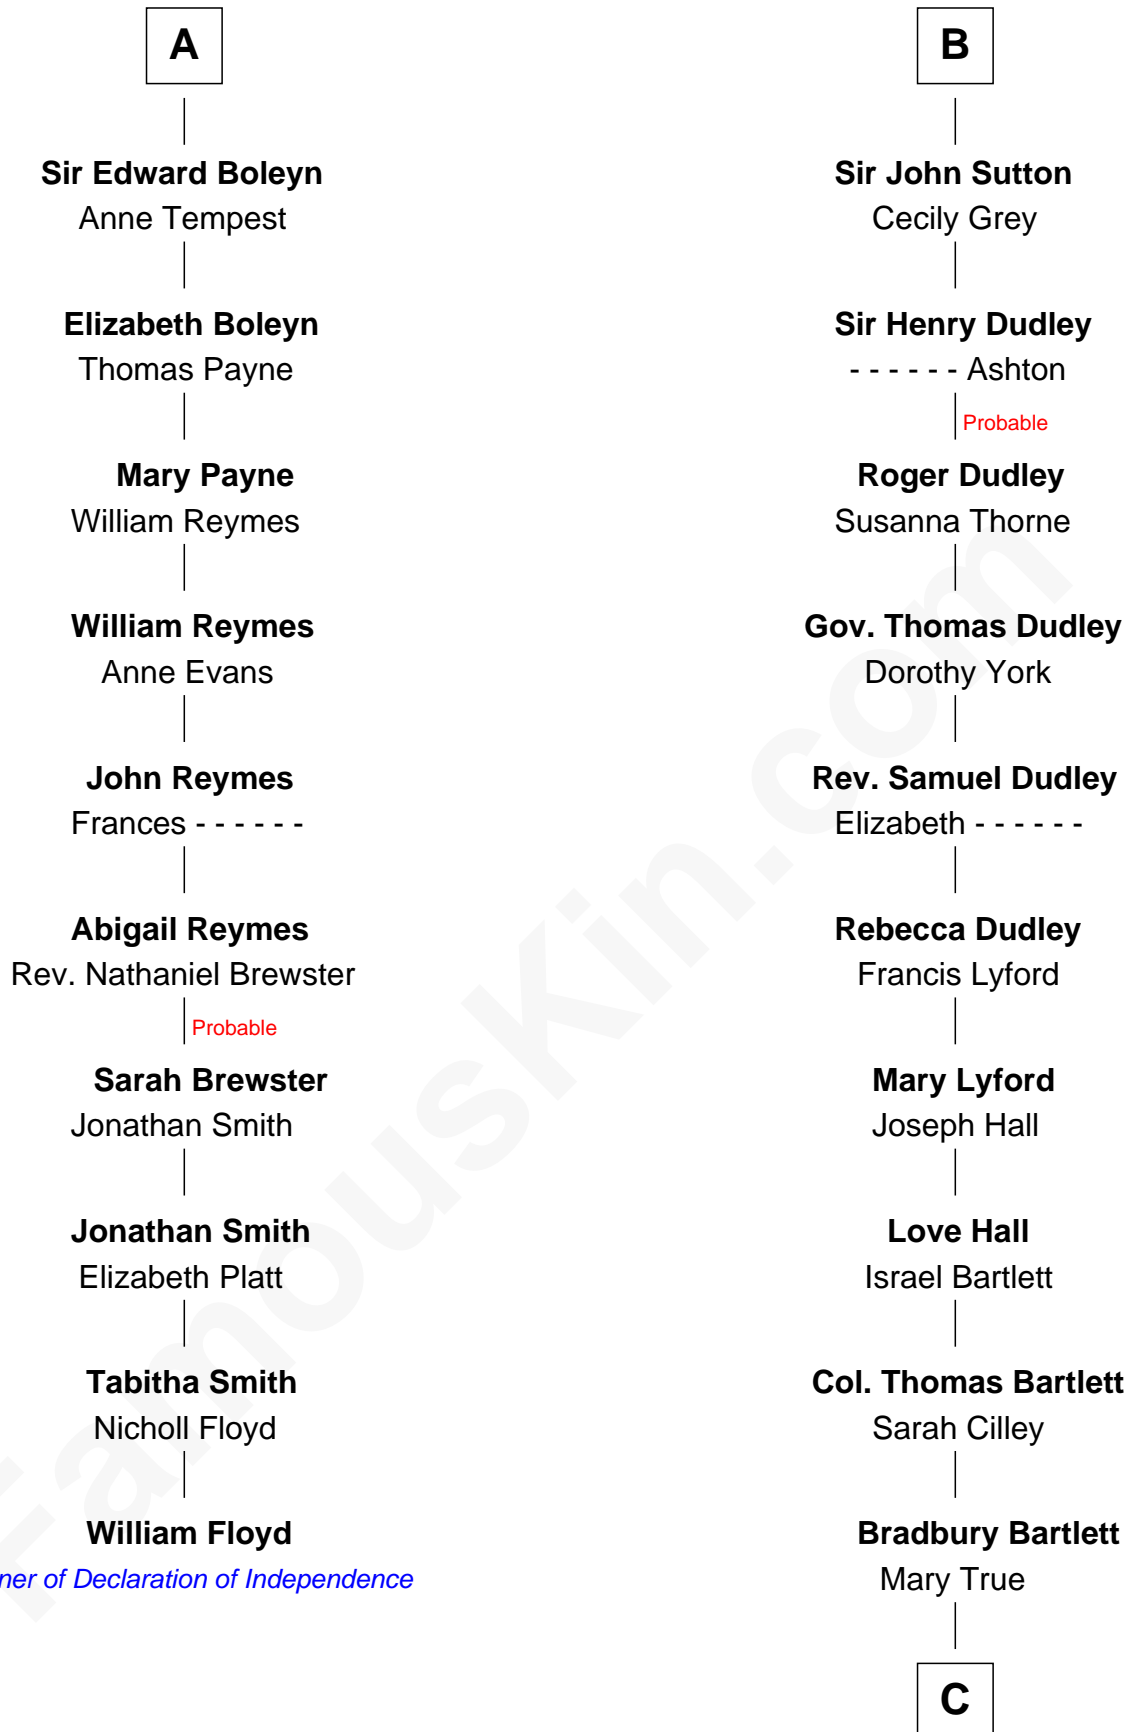 A
Sir Edward Boleyn
Anne Tempest
Elizabeth Boleyn
Thomas Payne
Mary Payne
William Reymes
William Reymes
Anne Evans
John Reymes
Frances - - - - - -
Abigail Reymes
Rev. Nathaniel Brewster
Probable
Sarah Brewster
Jonathan Smith
Jonathan Smith
Elizabeth Platt
Tabitha Smith
Nicholl Floyd
William Floyd
ner of Declaration of Independence
B
Sir John Sutton
Cecily Grey
Sir Henry Dudley
- - - - - - Ashton
Probable
Roger Dudley
Susanna Thorne
Gov. Thomas Dudley
Dorothy York
Rev. Samuel Dudley
Elizabeth - - - - - -
Rebecca Dudley
Francis Lyford
Mary Lyford
Joseph Hall
Love Hall
Israel Bartlett
Col. Thomas Bartlett
Sarah Cilley
Bradbury Bartlett
Mary True
C
FamousKin.com